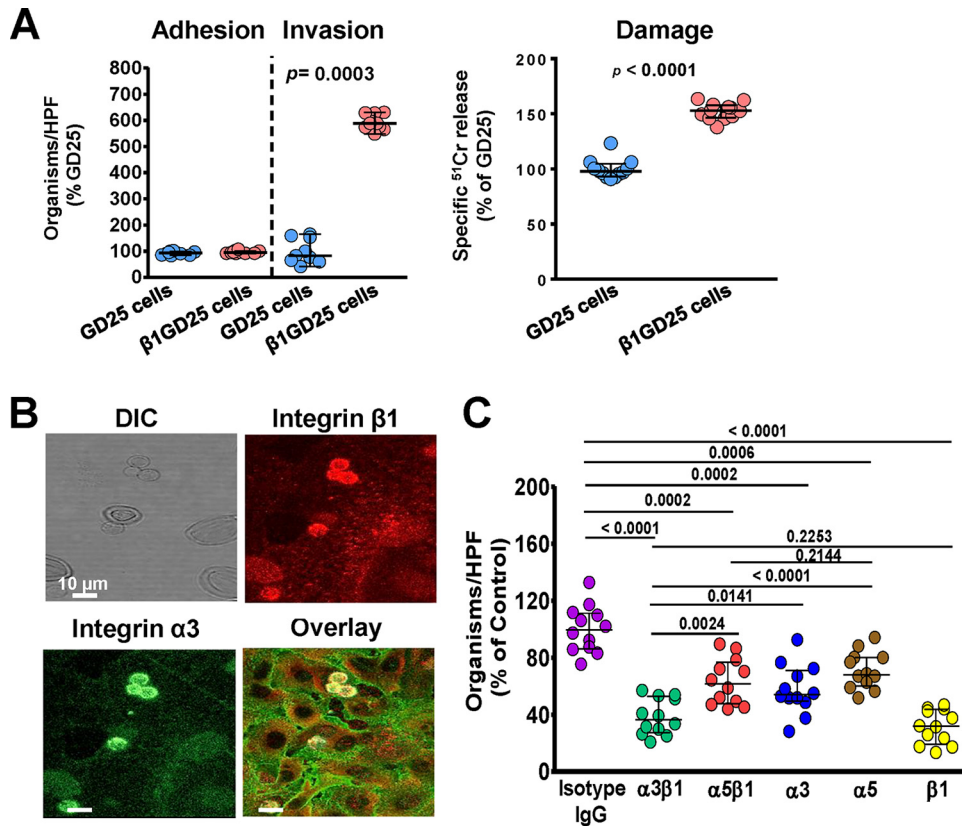 A
Adhesion Invasion
Damage
Organisms/HPF
(% GD25)
800
700
600
500
400
300
200
100
0
p= 0.0003
GD25 cells
β1GD25 cells
GD25 cells
β1GD25 cells
Specific ⁵¹Cr release
(% of GD25)
200
150
100
50
0
p < 0.0001
GD25 cells
β1GD25 cells
B
DIC
Integrin β1
10 µm
Integrin α3
Overlay
C
< 0.0001
0.0006
0.0002
0.0002
< 0.0001
0.2253
0.2144
< 0.0001
0.0141
0.0024
Organisms/HPF
(% of Control)
200
160
120
80
40
0
Isotype
IgG
α3β1
α5β1
α3
α5
β1